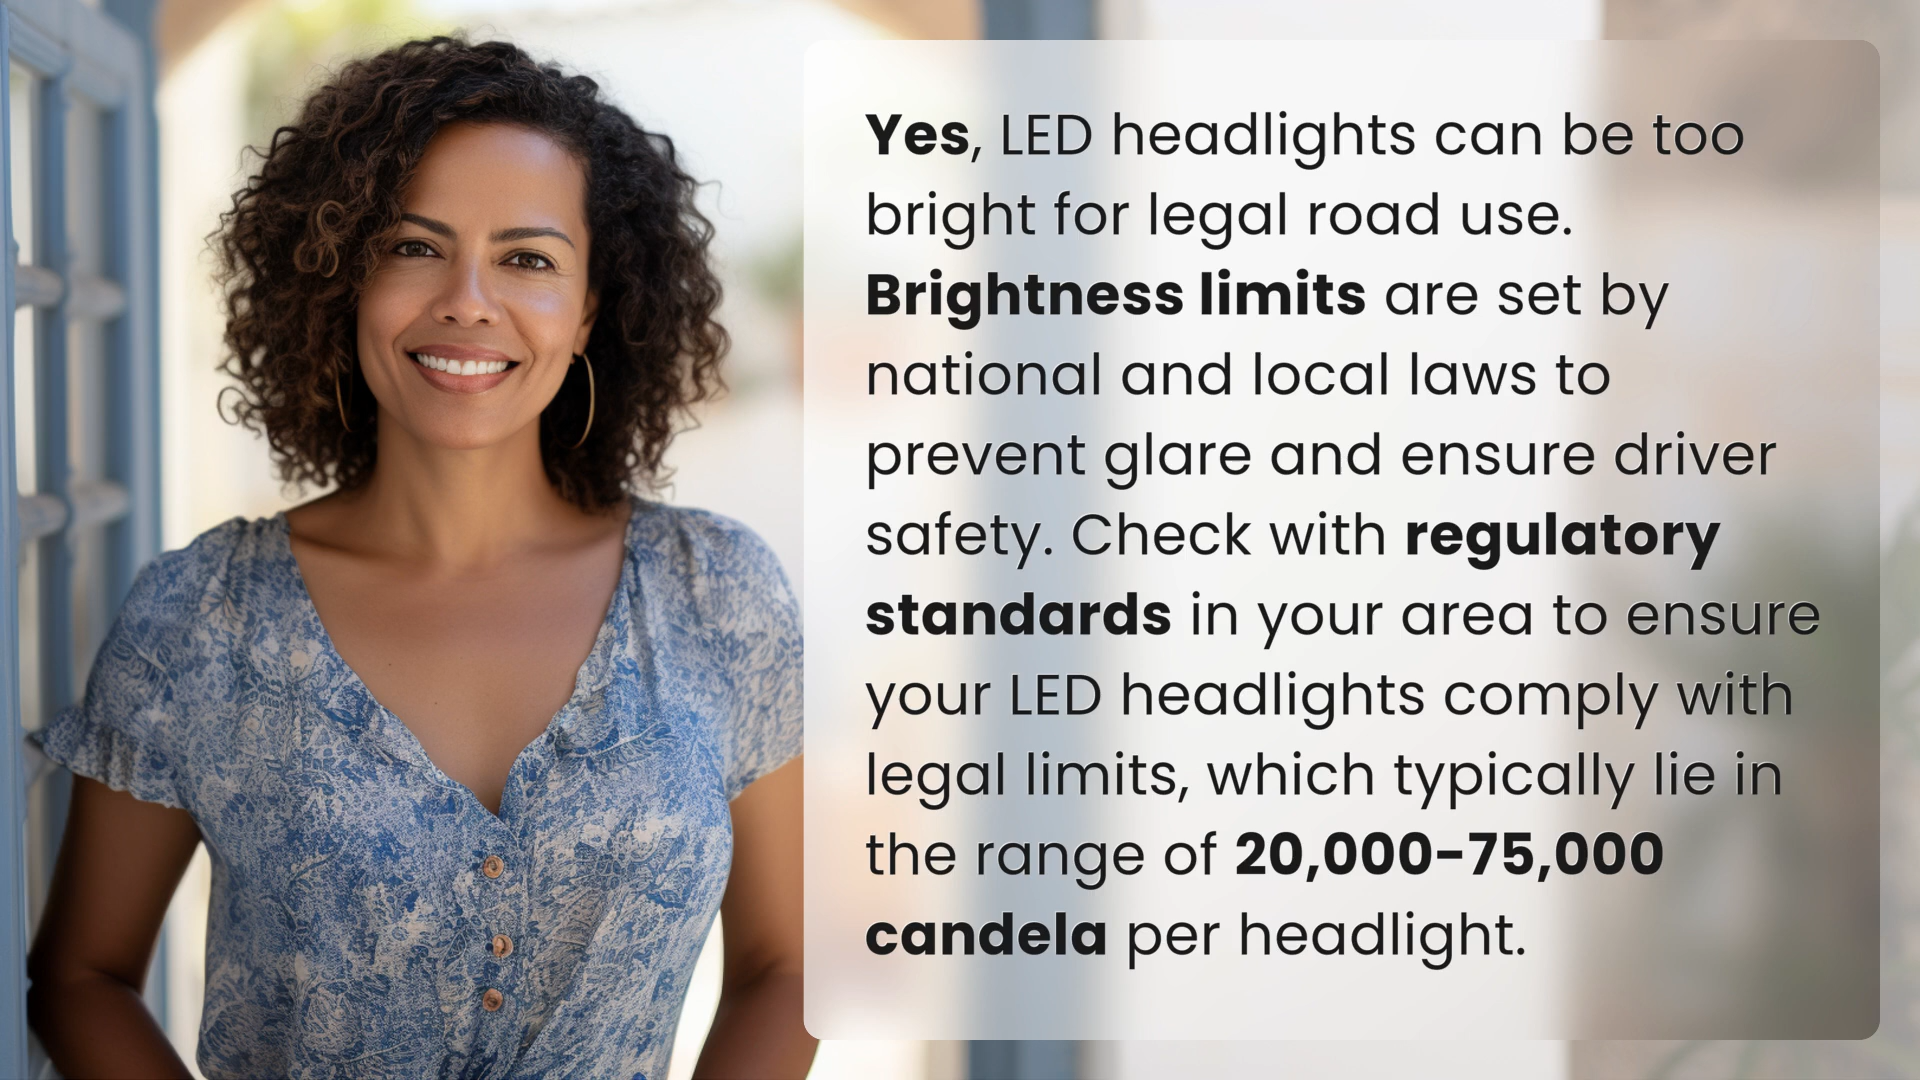 Yes, LED headlights can be too
bright for legal road use.
Brightness limits are set by
national and local laws to
prevent glare and ensure driver
safety. Check with regulatory
standards in your area to ensure
your LED headlights comply with
legal limits, which typically lie in
the range of 20,000-75,000
candela per headlight.